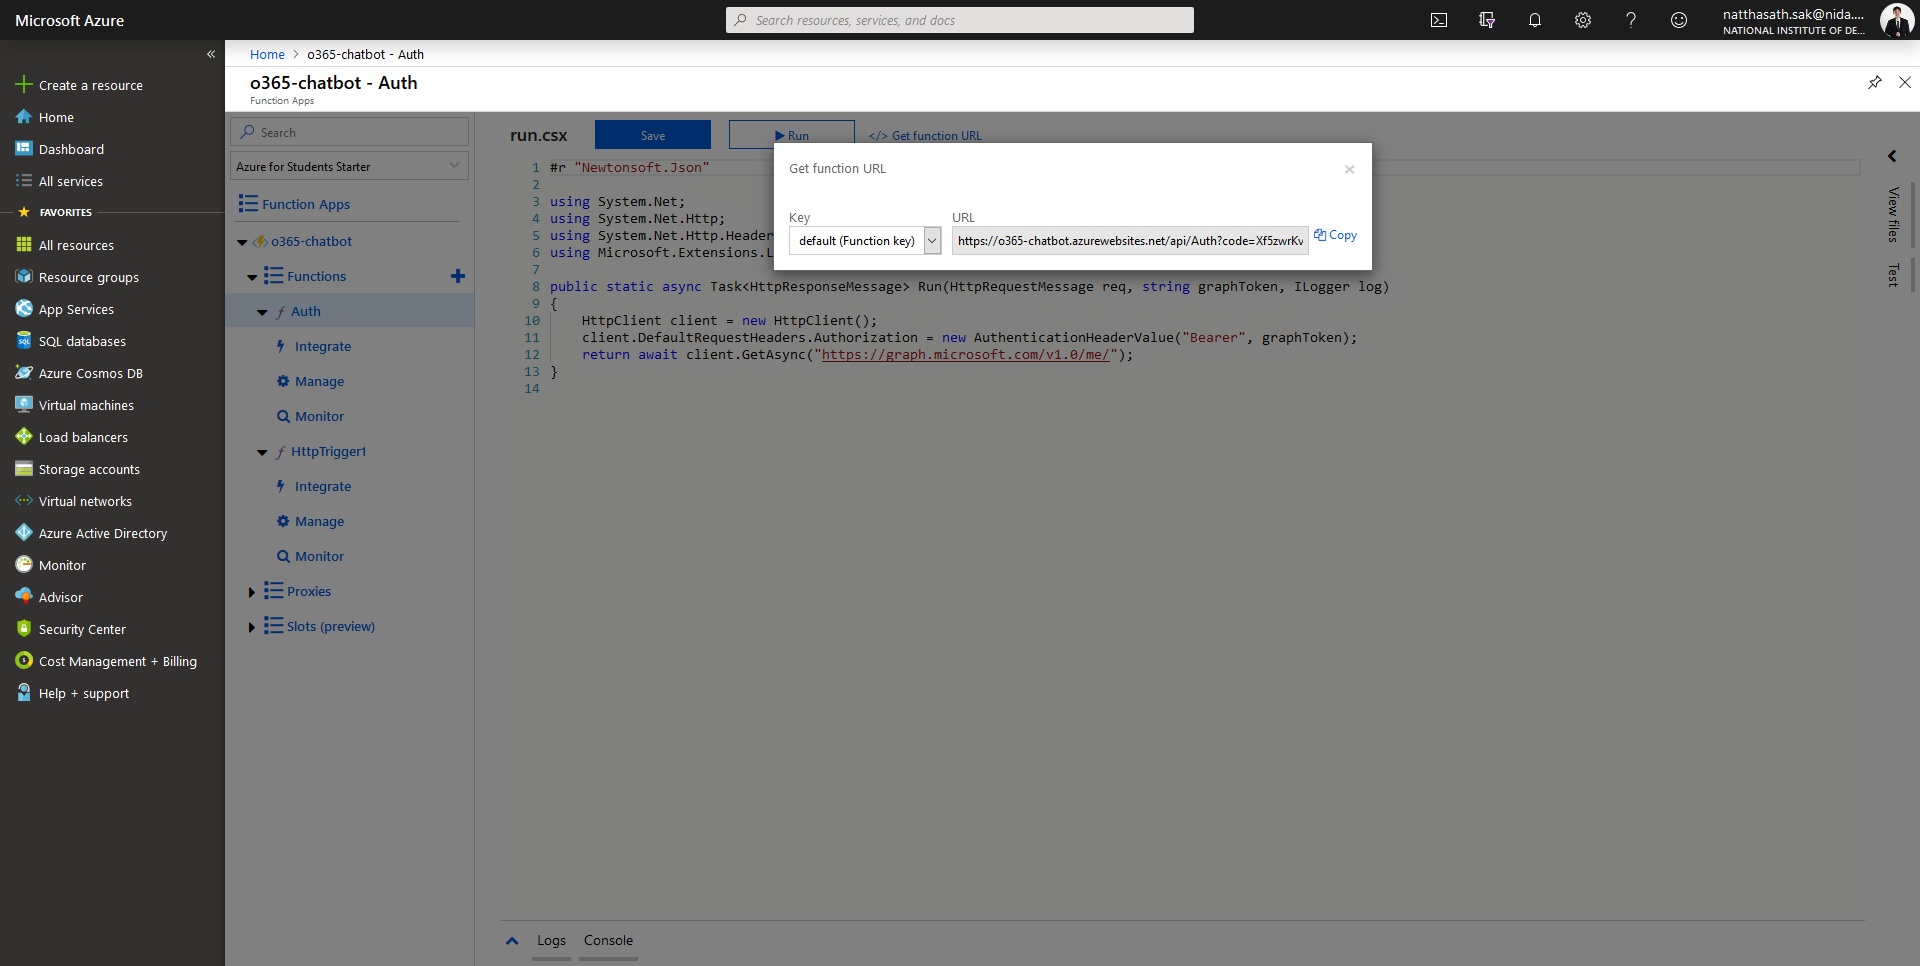 Microsoft Azure
Search resources, services, and docs
natthasath.sak@nida....
NATIONAL INSTITUTE OF DE...
«
Create a resource
Home
Dashboard
All services
FAVORITES
All resources
Resource groups
App Services
SQL databases
Azure Cosmos DB
Virtual machines
Load balancers
Storage accounts
Virtual networks
Azure Active Directory
Monitor
Advisor
Security Center
Cost Management + Billing
Help + support
Home > o365-chatbot - Auth
o365-chatbot - Auth
Function Apps
Search
Azure for Students Starter
Function Apps
o365-chatbot
Functions
Auth
Integrate
Manage
Monitor
HttpTrigger1
Integrate
Manage
Monitor
Proxies
Slots (preview)
run.csx
Save
Run
</> Get function URL
Get function URL
Key
URL
default (Function key)
https://o365-chatbot.azurewebsites.net/api/Auth?code=Xf5zwrKv
Copy
1 #r "Newtonsoft.Json"
2
3 using System.Net;
4 using System.Net.Http;
5 using System.Net.Http.Header
6 using Microsoft.Extensions.L
7
8 public static async Task<HttpResponseMessage> Run(HttpRequestMessage req, string graphToken, ILogger log)
9 {
10 HttpClient client = new HttpClient();
11 client.DefaultRequestHeaders.Authorization = new AuthenticationHeaderValue("Bearer", graphToken);
12 return await client.GetAsync("https://graph.microsoft.com/v1.0/me/");
13 }
14
View files
Test
Logs
Console